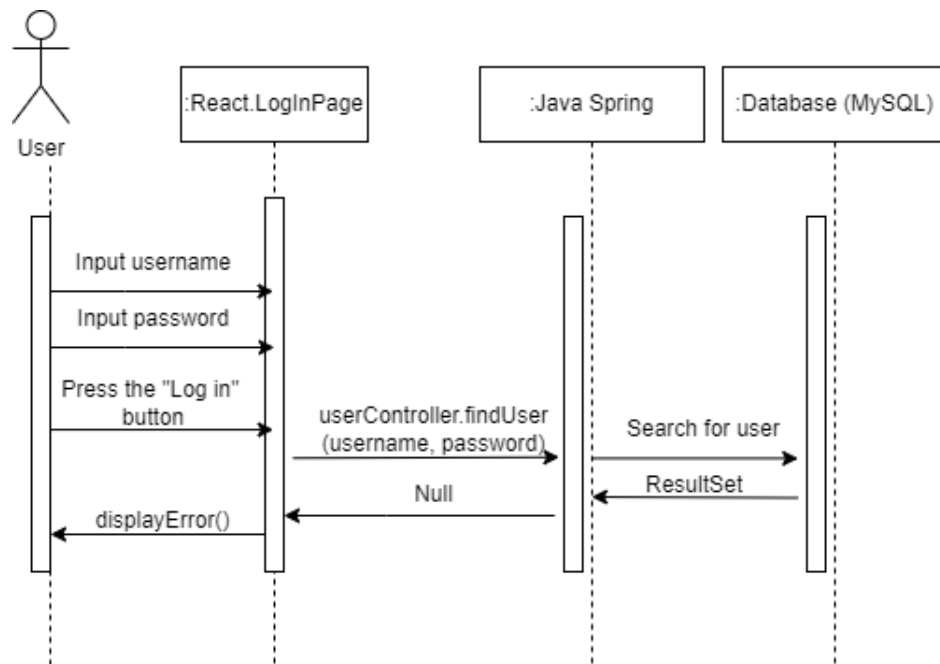 User
:React.LogInPage
:Java Spring
:Database (MySQL)
Input username
Input password
Press the "Log in"
button
userController.findUser
(username, password)
Search for user
ResultSet
Null
displayError()